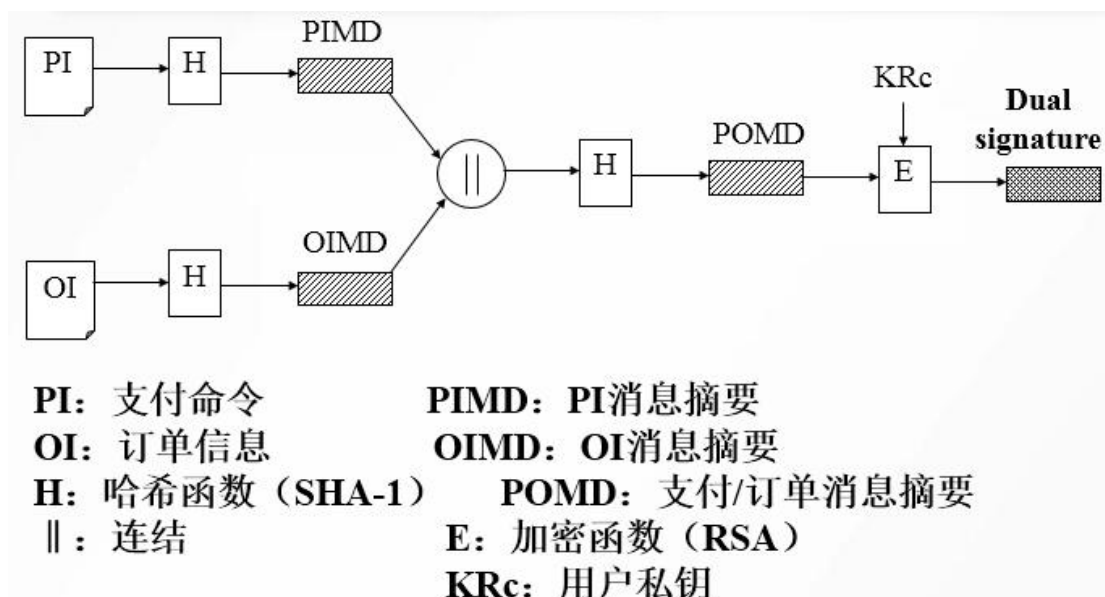 PIMD
PI
H
KRc
Dual
signature
POMD
||
H
E
OIMD
OI
H
PI：支付命令
PIMD：PI消息摘要
OI：订单信息
OIMD：OI消息摘要
H：哈希函数（SHA-1）
POMD：支付/订单消息摘要
‖：连结
E：加密函数（RSA）
KRc：用户私钥